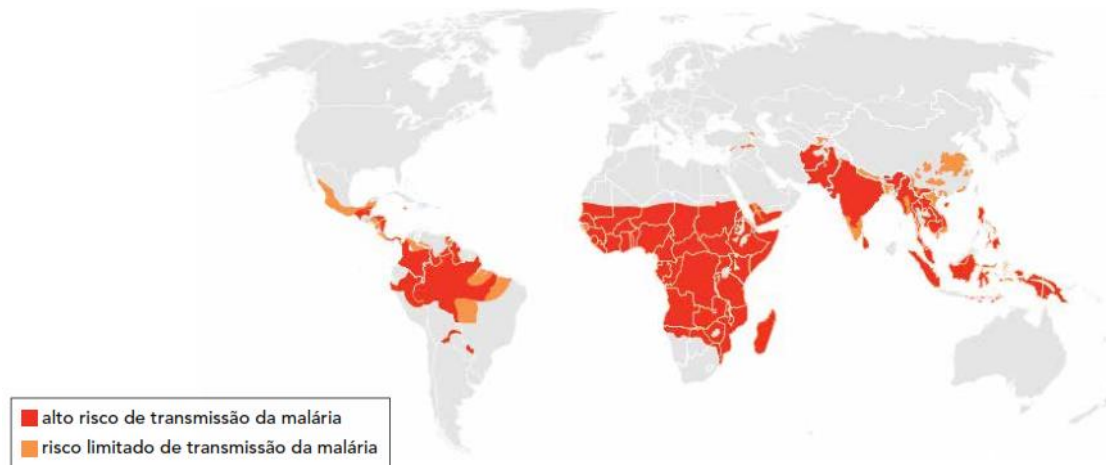 alto risco de transmissão da malária
risco limitado de transmissão da malária